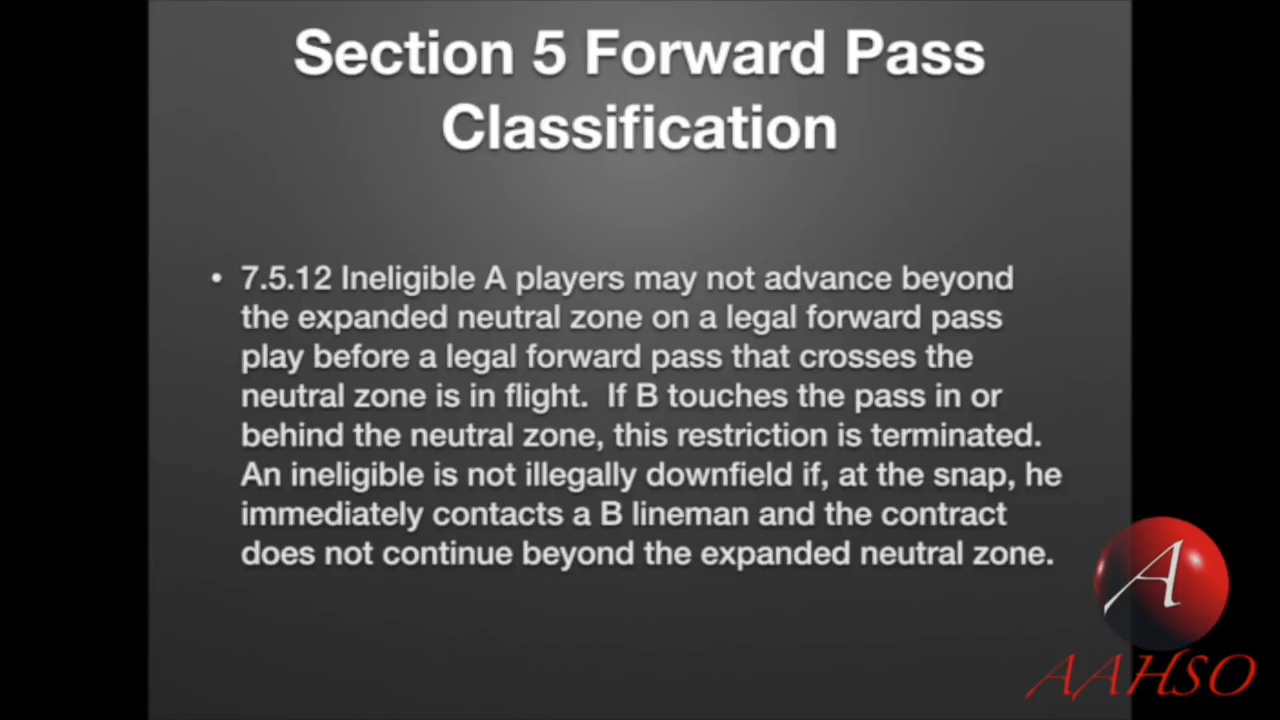 Section 5 Forward Pass
Classification
• 7.5.12 Ineligible A players may not advance beyond
the expanded neutral zone on a legal forward pass
play before a legal forward pass that crosses the
neutral zone is in flight.  If B touches the pass in or
behind the neutral zone, this restriction is terminated.
An ineligible is not illegally downfield if, at the snap, he
immediately contacts a B lineman and the contract
does not continue beyond the expanded neutral zone.
A
AAHSO